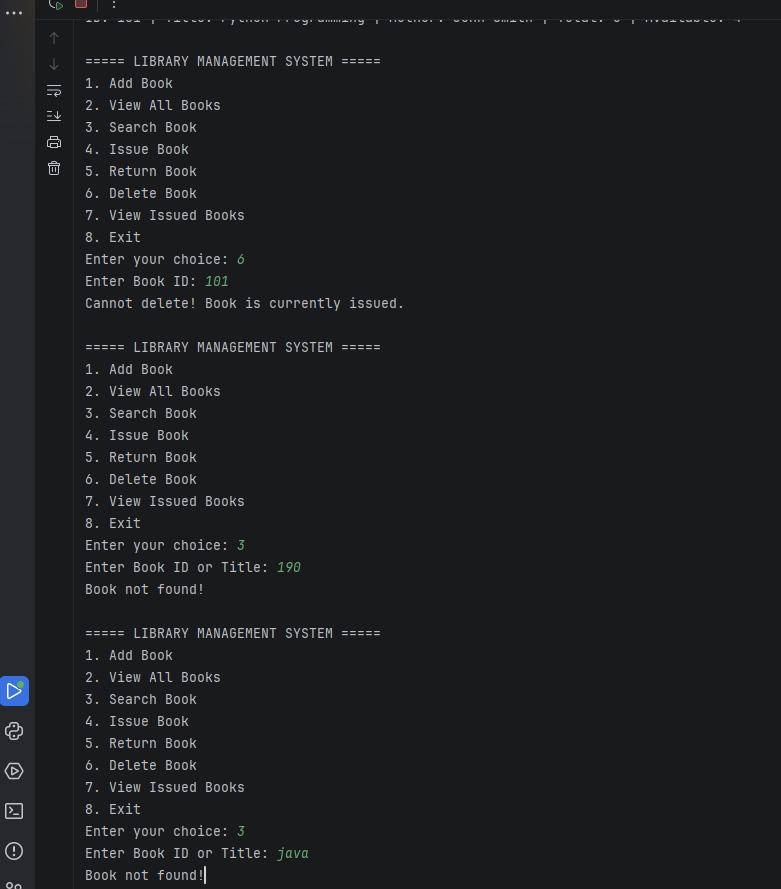 ===== LIBRARY MANAGEMENT SYSTEM =====
1. Add Book
2. View All Books
3. Search Book
4. Issue Book
5. Return Book
6. Delete Book
7. View Issued Books
8. Exit
Enter your choice: 6
Enter Book ID: 101
Cannot delete! Book is currently issued.
===== LIBRARY MANAGEMENT SYSTEM =====
1. Add Book
2. View All Books
3. Search Book
4. Issue Book
5. Return Book
6. Delete Book
7. View Issued Books
8. Exit
Enter your choice: 3
Enter Book ID or Title: 190
Book not found!
===== LIBRARY MANAGEMENT SYSTEM =====
1. Add Book
2. View All Books
3. Search Book
4. Issue Book
5. Return Book
6. Delete Book
7. View Issued Books
8. Exit
Enter your choice: 3
Enter Book ID or Title: java
Book not found!